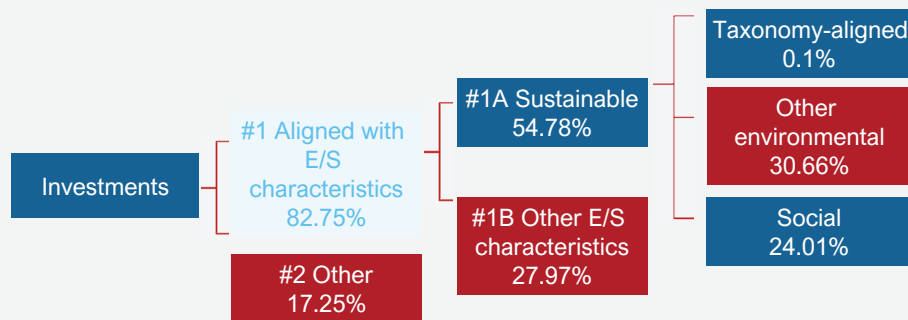 Investments
#1 Aligned with
E/S
characteristics
82.75%
#2 Other
17.25%
#1A Sustainable
54.78%
#1B Other E/S
characteristics
27.97%
Taxonomy-aligned
0.1%
Other
environmental
30.66%
Social
24.01%